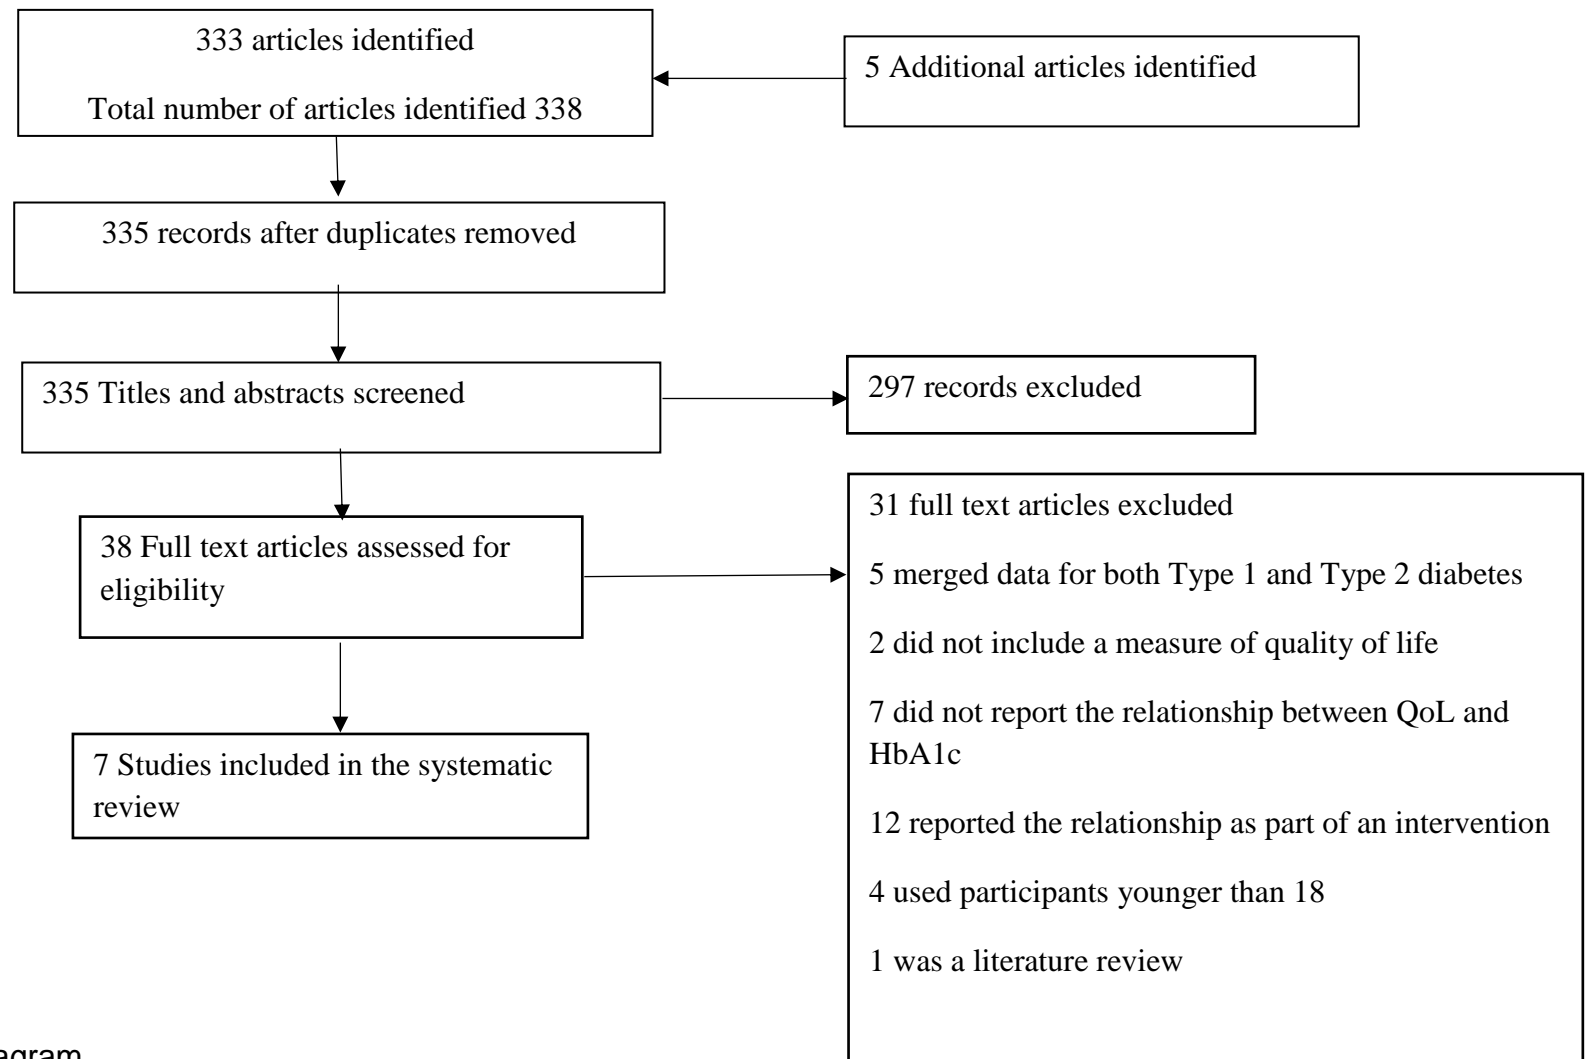 333 articles identified
Total number of articles identified 338
5 Additional articles identified
335 records after duplicates removed
335 Titles and abstracts screened
297 records excluded
38 Full text articles assessed for
eligibility
31 full text articles excluded
5 merged data for both Type 1 and Type 2 diabetes
2 did not include a measure of quality of life
7 did not report the relationship between QoL and
HbA1c
12 reported the relationship as part of an intervention
4 used participants younger than 18
1 was a literature review
7 Studies included in the systematic
review